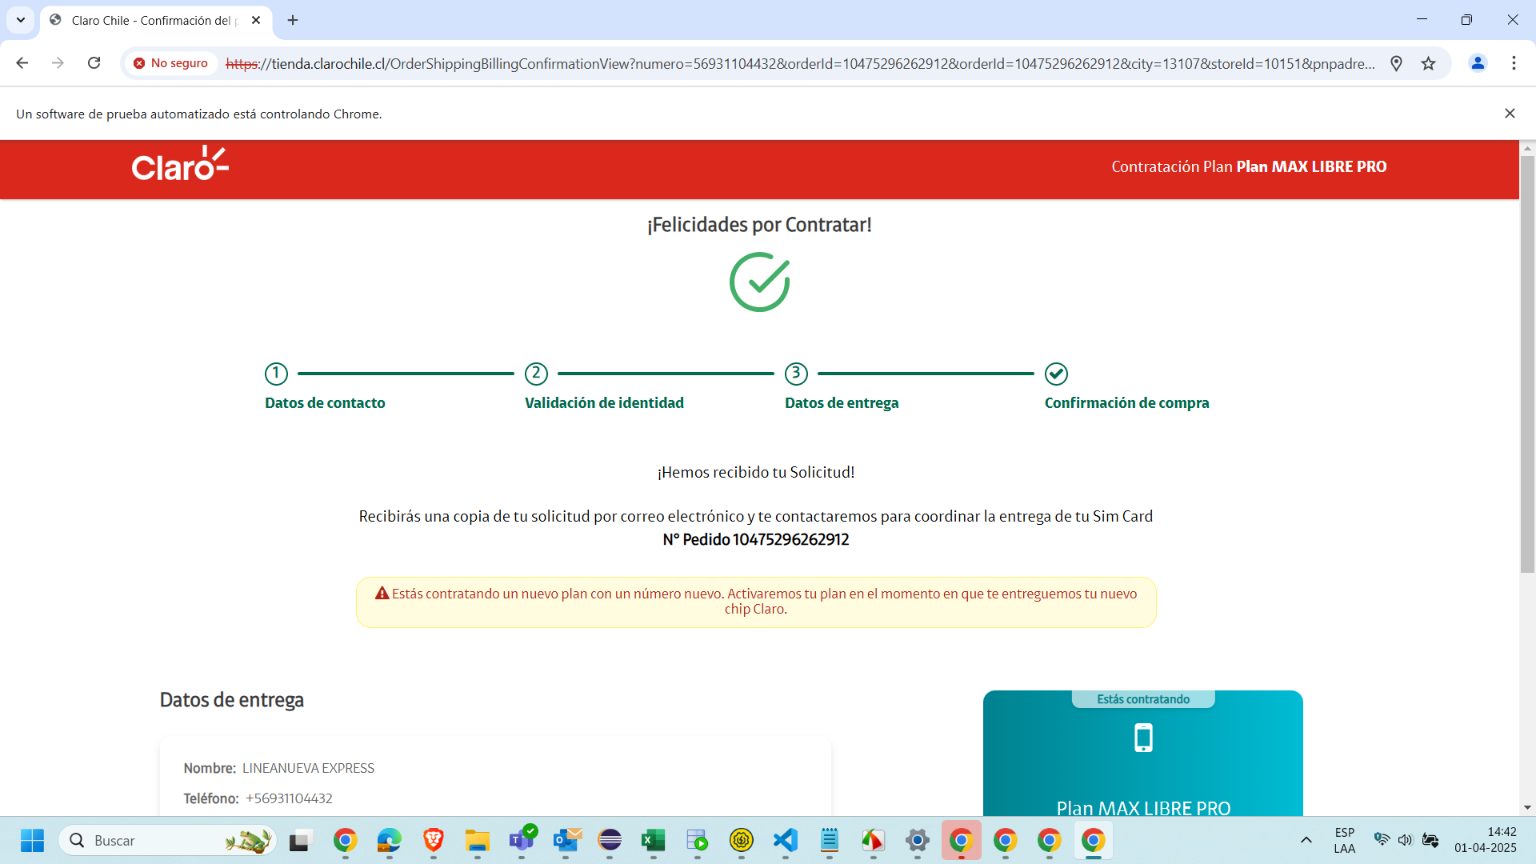 Claro Chile - Confirmación del p
No seguro
https://tienda.clarochile.cl/OrderShippingBillingConfirmationView?numero=56931104432&orderId=10475296262912&orderId=10475296262912&city=13107&storeId=10151&pnpadre...
Un software de prueba automatizado está controlando Chrome.
Claro
Contratación Plan Plan MAX LIBRE PRO
¡Felicidades por Contratar!
1 2 3
Datos de contacto
Validación de identidad
Datos de entrega
Confirmación de compra
¡Hemos recibido tu Solicitud!
Recibirás una copia de tu solicitud por correo electrónico y te contactaremos para coordinar la entrega de tu Sim Card
N° Pedido 10475296262912
Estás contratando un nuevo plan con un número nuevo. Activaremos tu plan en el momento en que te entreguemos tu nuevo
chip Claro.
Datos de entrega
Nombre: LINEANUEVA EXPRESS
Teléfono: +56931104432
Estás contratando
Plan MAX LIBRE PRO
Buscar
ESP
LAA
14:42
01-04-2025